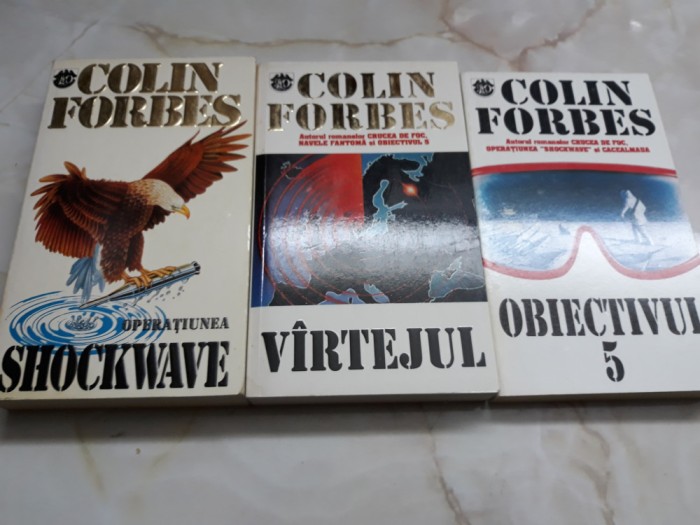 COLIN
FORBES
OPERAȚIUNEA
SHOCKWAVE
COLIN
FORBES
Autorul romanelor CRUCEA DE FOC,
NAVELE FANTOMĂ și OBIECTIVUL 5
VÎRTEJUL
COLIN
FORBES
Autorul romanelor CRUCEA DE FOC,
OPERAȚIUNEA "SHOCKWAVE" și CACEALMAUA
OBIECTIVUL
5